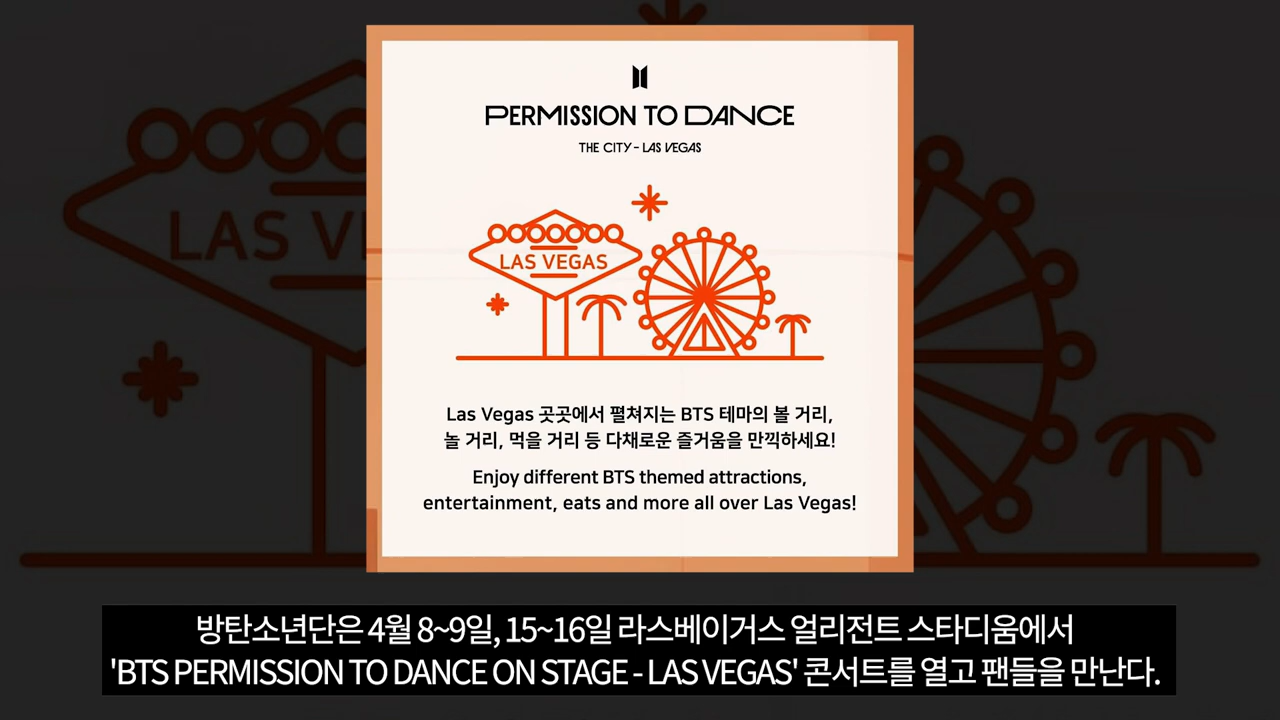 PERMISSION TO DANCE
THE CITY - LAS VEGAS
LAS VEGAS
Las Vegas 곳곳에서 펼쳐지는 BTS 테마의 볼 거리,
놀 거리, 먹을 거리 등 다채로운 즐거움을 만끽하세요!
Enjoy different BTS themed attractions,
entertainment, eats and more all over Las Vegas!
LAS VE
방탄소년단은 4월 8~9일, 15~16일 라스베이거스 얼리전트 스타디움에서
'BTS PERMISSION TO DANCE ON STAGE - LAS VEGAS' 콘서트를 열고 팬들을 만난다.